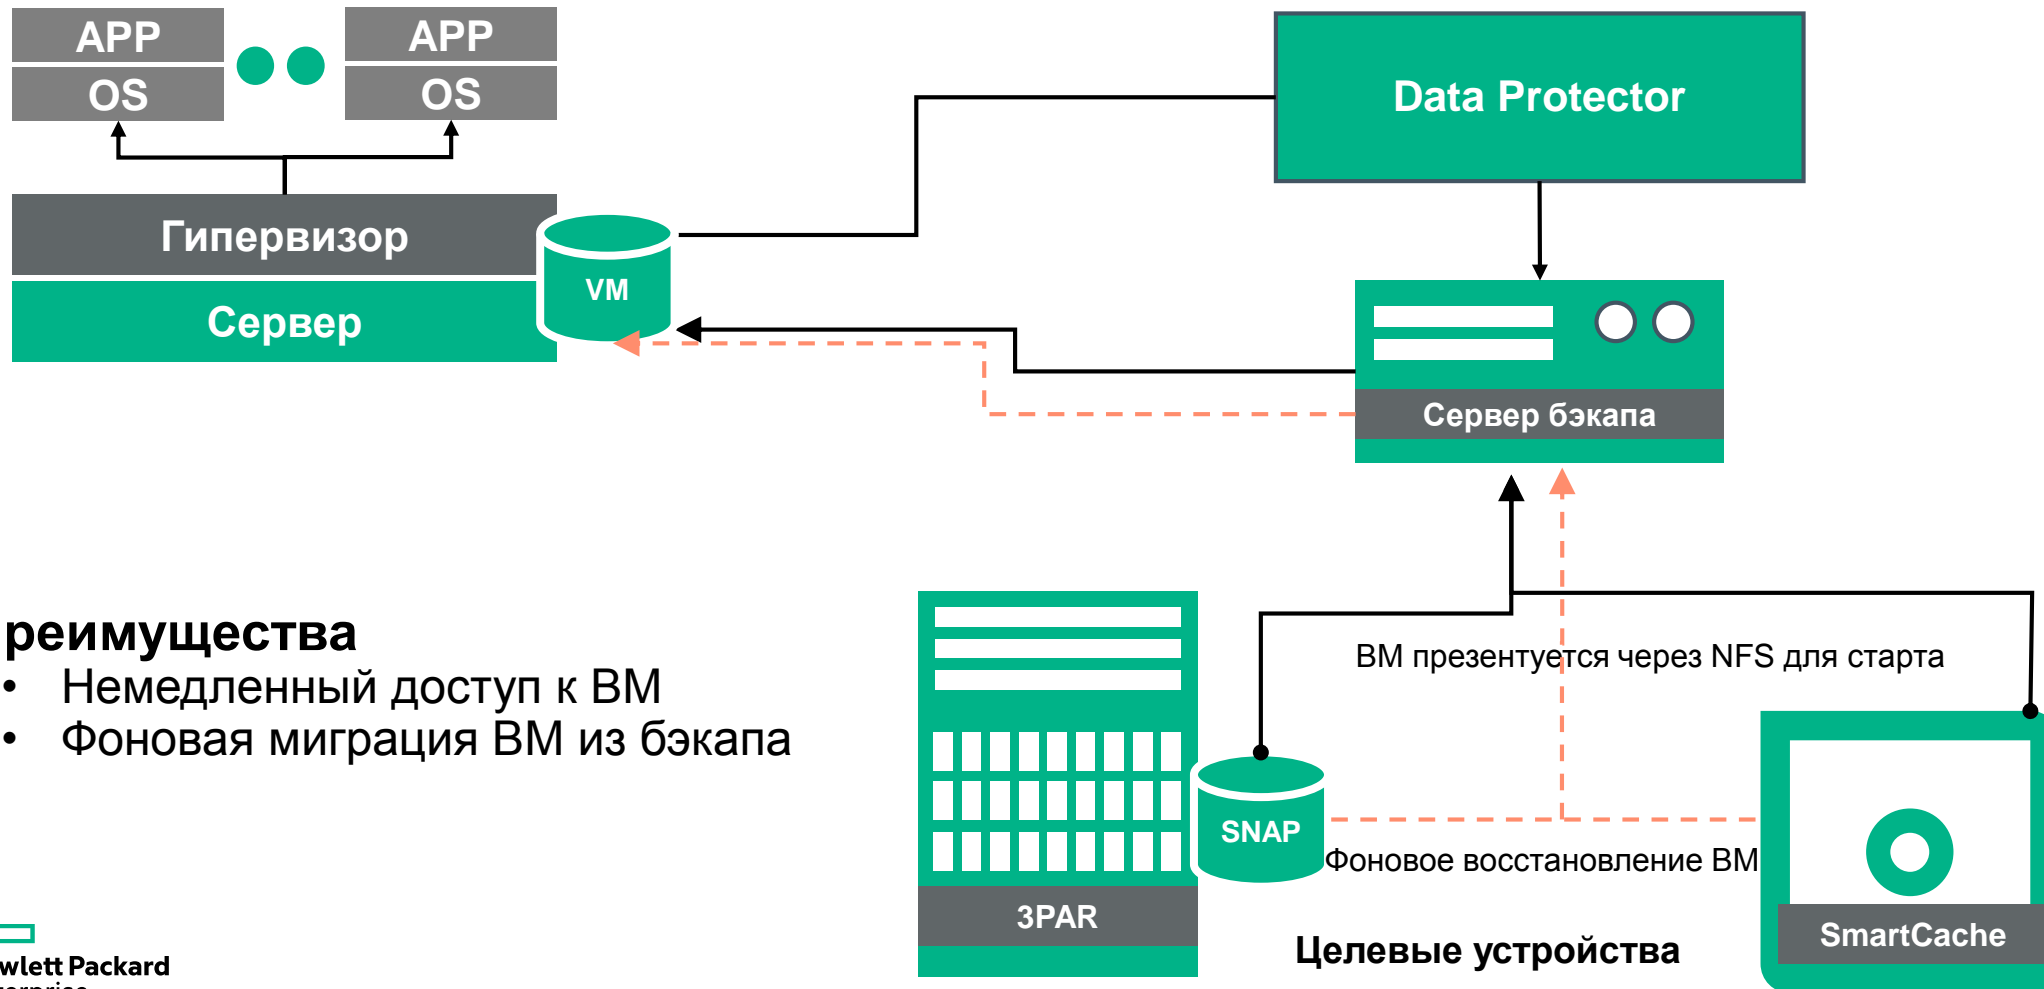 APP
APP
OS
OS
Data Protector
Гипервизор
VM
Сервер
Сервер бэкапа
реимущества
• Немедленный доступ к ВМ
• Фоновая миграция ВМ из бэкапа
ВМ презентуется через NFS для старта
SNAP
Фоновое восстановление ВМ
3PAR
SmartCache
Целевые устройства
wlett Packard